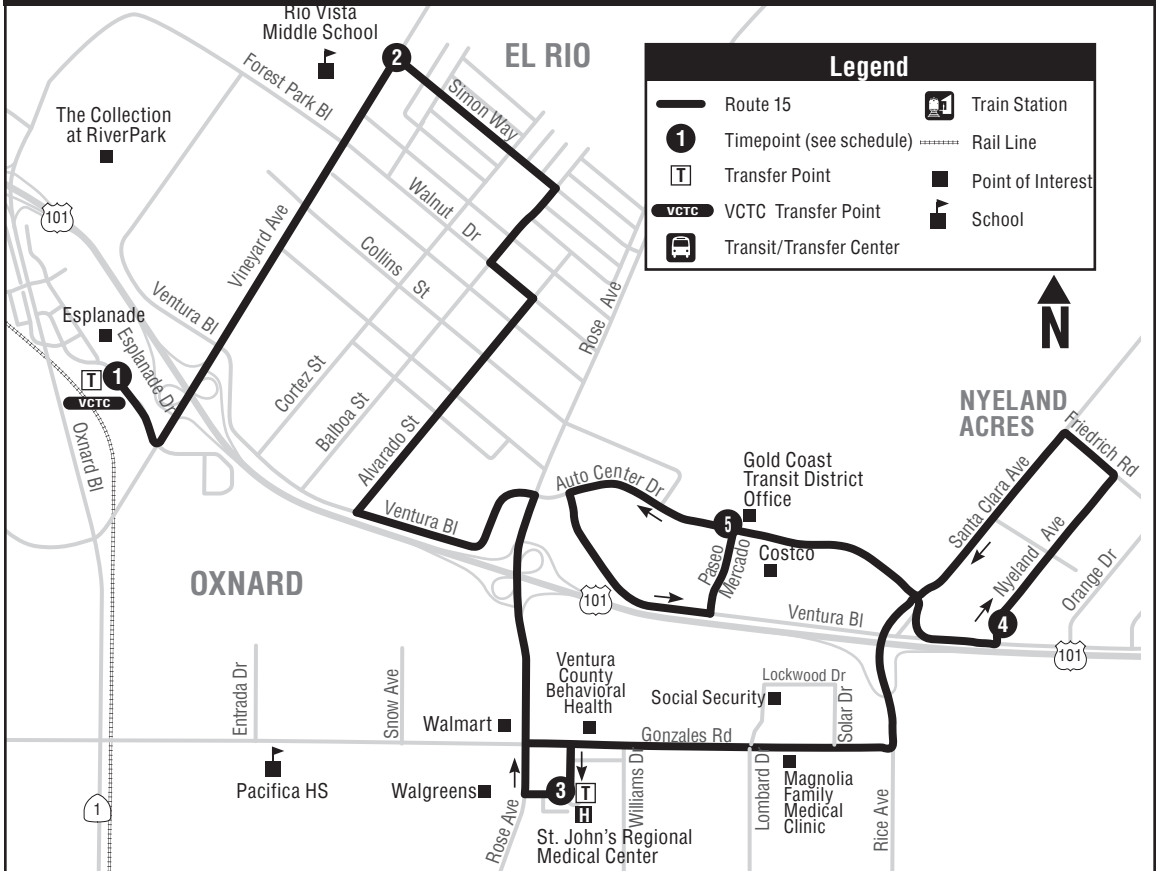 Rio Vista
Middle School
2
EL RIO
Forest Park Bl
Simon Way
The Collection
at RiverPark
101
Vineyard Ave
Walnut Dr
Collins St
Ventura Bl
Esplanade
Esplanade Dr
1
T
VCTC
Oxnard Bl
Cortez St
Balboa St
Alvarado St
Rose Ave
Ventura Bl
Legend
Route 15
1 Timepoint (see schedule)
T Transfer Point
VCTC VCTC Transfer Point
Transit/Transfer Center
Train Station
Rail Line
Point of Interest
School
N
NYELAND
ACRES
Friedrich Rd
Santa Clara Ave
Nyeland Ave
Orange Dr
4
101
Auto Center Dr
Gold Coast
Transit District
Office
5
Paseo
Mercado
Costco
101
Ventura Bl
OXNARD
Entrada Dr
Snow Ave
Walmart
Ventura
County
Behavioral
Health
Social Security
Lockwood Dr
Solar Dr
Gonzales Rd
Pacifica HS
Walgreens
3
T
H
St. John's Regional
Medical Center
Williams Dr
Lombard Dr
Magnolia
Family
Medical
Clinic
Rice Ave
Rose Ave
1